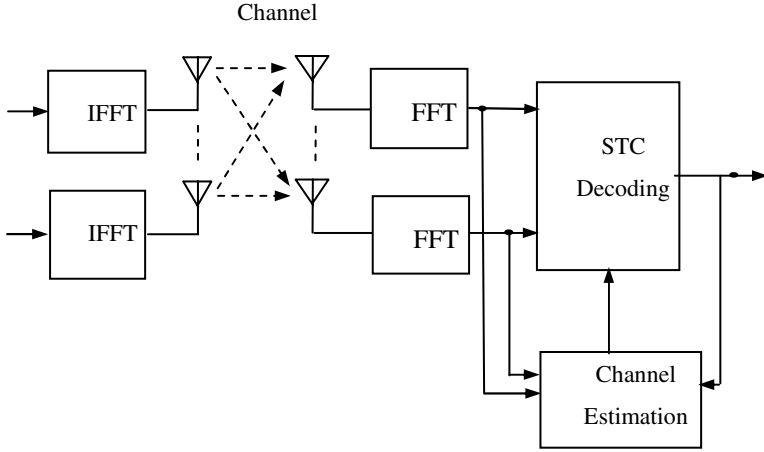 Channel
IFFT
FFT
STC
Decoding
IFFT
FFT
Channel
Estimation